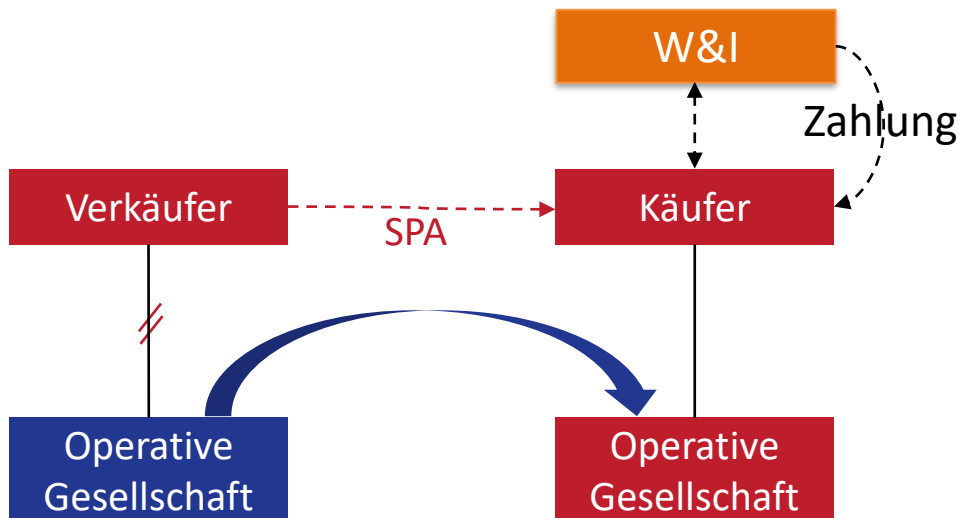 W&I
Zahlung
Verkäufer
SPA
Käufer
Operative
Gesellschaft
Operative
Gesellschaft